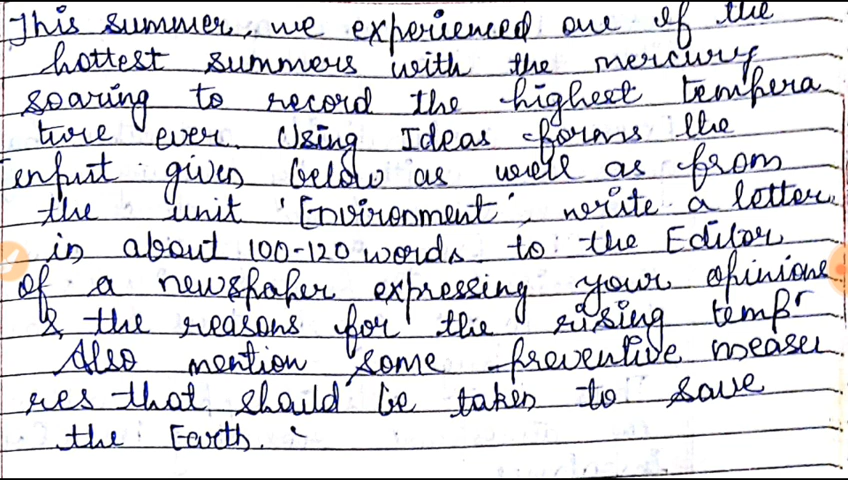 This summer, we experienced one of the
hottest summers with the mercury
soaring to record the highest tempera
ture ever. Using Ideas forms the
input given below as well as from
the unit 'Environment', write a letter
in about 100-120 words to the Editor
of a newspaper expressing your opinions
& the reasons for the rising tempr
Also mention some preventive measu
res that should be taken to save
the Earth.